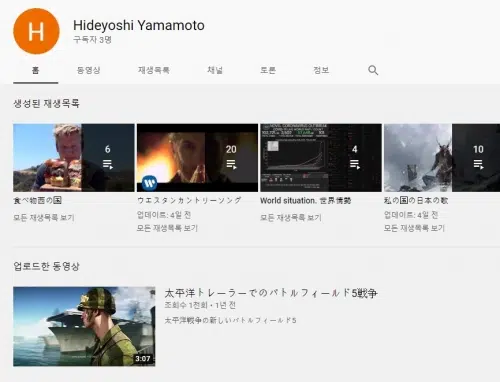 H
Hideyoshi Yamamoto
구독자 3명
홈 동영상 재생목록 채널 토론 정보
생성된 재생목록
6 20 4 10
食べ物西の国 ウエスタンカントリーソング World situation. 世界情勢 私の国の日本の歌
모든 재생목록 보기 업데이트: 4일 전 모든 재생목록 보기 업데이트: 4일 전
모든 재생목록 보기 모든 재생목록 보기
업로드한 동영상
太平洋トレーラーでのバトルフィールド5戦争
조회수 1천회 • 1년 전
太平洋戦争の新しいバトルフィールド5
3:07